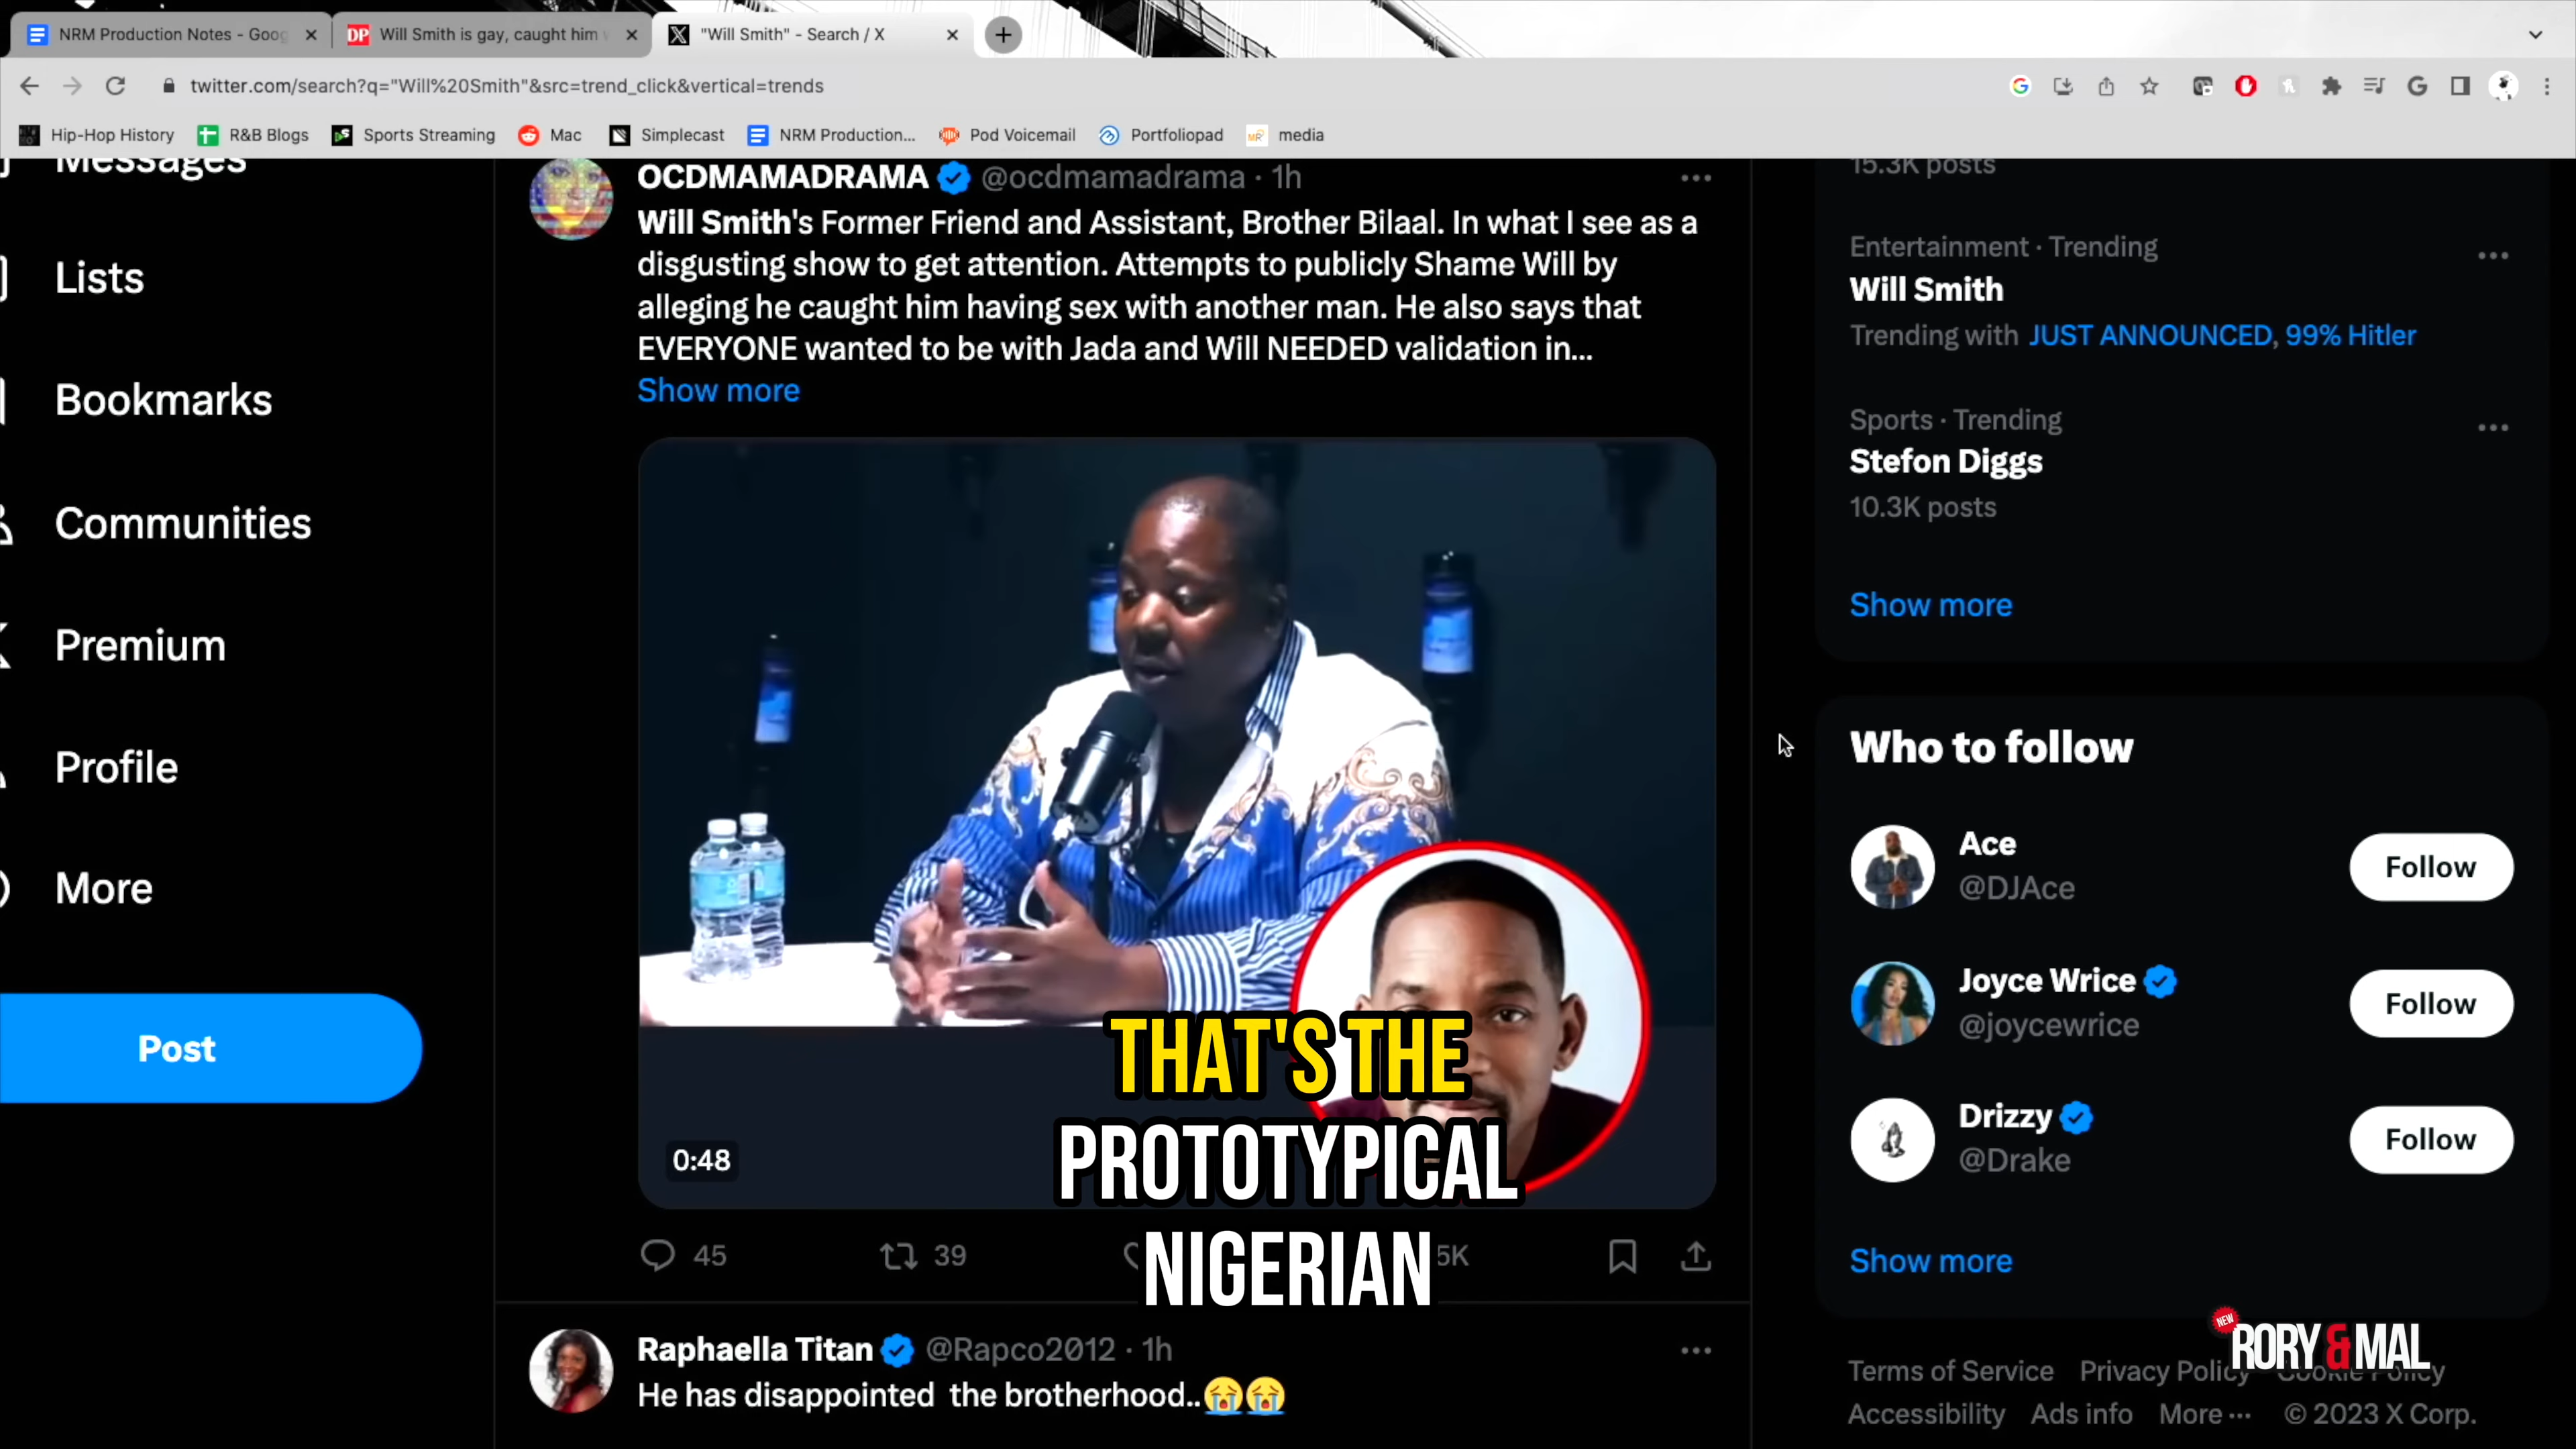 NRM Production Notes - Goog
DP Will Smith is gay, caught him
"Will Smith" - Search / X
twitter.com/search?q="Will%20Smith"&src=trend_click&vertical=trends
Hip-Hop History
R&B Blogs
Sports Streaming
Mac
Simplecast
NRM Production...
Pod Voicemail
Portfoliopad
media
Messages
Lists
Bookmarks
Communities
Premium
Profile
More
Post
OCDMAMADRAMA @ocdmamadrama · 1h
Will Smith's Former Friend and Assistant, Brother Bilaal. In what I see as a
disgusting show to get attention. Attempts to publicly Shame Will by
alleging he caught him having sex with another man. He also says that
EVERYONE wanted to be with Jada and Will NEEDED validation in...
Show more
0:48
THAT'S THE
PROTOTYPICAL
NIGERIAN
45
39
5K
Raphaella Titan @Rapco2012 · 1h
He has disappointed the brotherhood..😭😭
15.3K posts
Entertainment · Trending
Will Smith
Trending with JUST ANNOUNCED, 99% Hitler
Sports · Trending
Stefon Diggs
10.3K posts
Show more
Who to follow
Ace
@DJAce
Follow
Joyce Wrice
@joycewrice
Follow
Drizzy
@Drake
Follow
Show more
NEW
RORY & MAL
Terms of Service Privacy Policy Cookie Policy
Accessibility Ads info More ··· © 2023 X Corp.